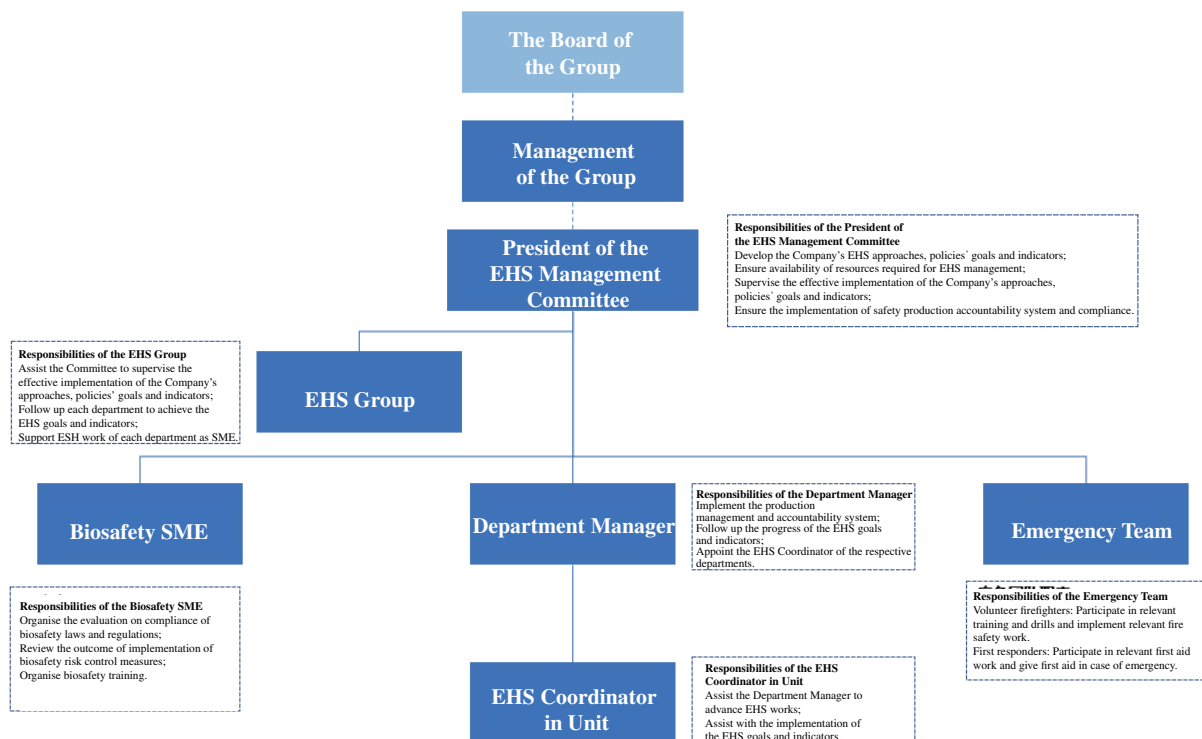 The Board of
the Group
Management
of the Group
President of the
EHS Management
Committee
Responsibilities of the President of
the EHS Management Committee
Develop the Company's EHS approaches, policies' goals and indicators;
Ensure availability of resources required for EHS management;
Supervise the effective implementation of the Company's approaches,
policies' goals and indicators;
Ensure the implementation of safety production accountability system and compliance.
Responsibilities of the EHS Group
Assist the Committee to supervise the
effective implementation of the Company's
approaches, policies' goals and indicators;
Follow up each department to achieve the
EHS goals and indicators;
Support ESH work of each department as SME.
EHS Group
Biosafety SME
Department Manager
Responsibilities of the Department Manager
Implement the production
management and accountability system;
Follow up the progress of the EHS goals
and indicators;
Appoint the EHS Coordinator of the respective
departments.
Emergency Team
Responsibilities of the Biosafety SME
Organise the evaluation on compliance of
biosafety laws and regulations;
Review the outcome of implementation of
biosafety risk control measures;
Organise biosafety training.
Responsibilities of the Emergency Team
Volunteer firefighters: Participate in relevant
training and drills and implement relevant fire
safety work.
First responders: Participate in relevant first aid
work and give first aid in case of emergency.
EHS Coordinator
in Unit
Responsibilities of the EHS
Coordinator in Unit
Assist the Department Manager to
advance EHS works;
Assist with the implementation of
the EHS goals and indicators